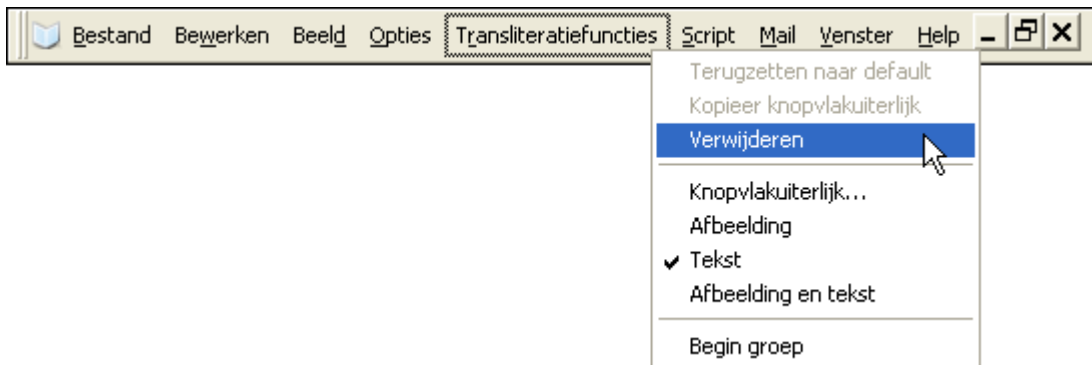 Bestand Bewerken Beeld Opties Transliteratiefuncties Script Mail Venster Help
Terugzetten naar default
Kopieer knopvlakuiterlijk
Verwijderen
Knopvlakuiterlijk...
Afbeelding
Tekst
Afbeelding en tekst
Begin groep